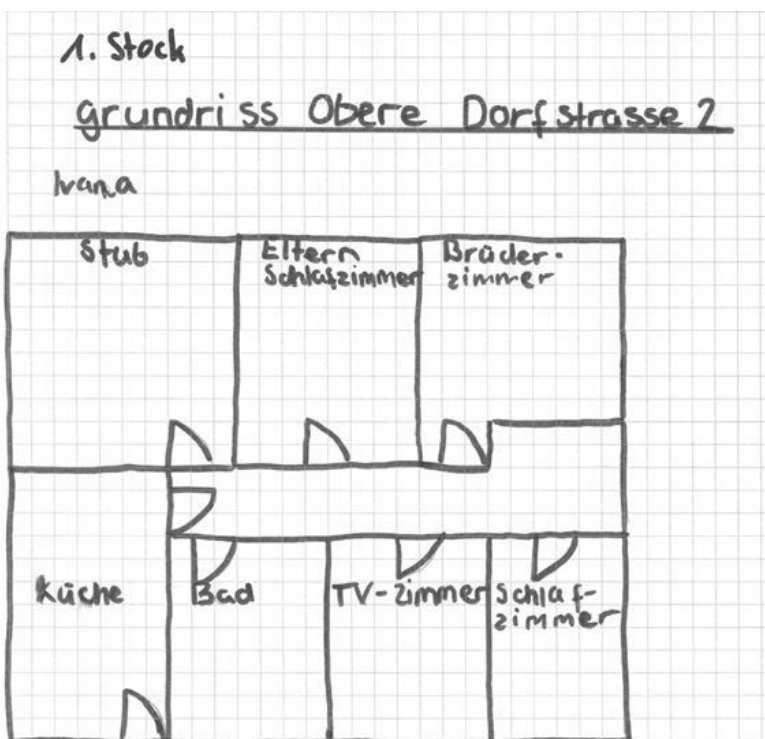 1. Stock
grundriss Obere Dorfstrasse 2
Ivana
Stub
Eltern
Schlafzimmer
Brüder-
zimmer
Küche
Bad
TV-Zimmer
Schlaf-
zimmer